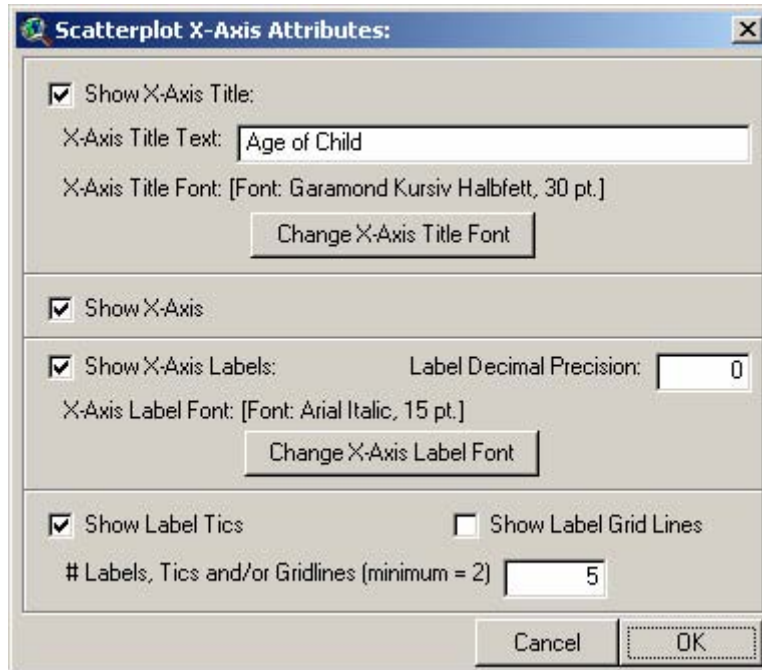 Scatterplot X-Axis Attributes:
Show X-Axis Title:
X-Axis Title Text: Age of Child
X-Axis Title Font: [Font: Garamond Kursiv Halbfett, 30 pt.]
Change X-Axis Title Font
Show X-Axis
Show X-Axis Labels: Label Decimal Precision: 0
X-Axis Label Font: [Font: Arial Italic, 15 pt.]
Change X-Axis Label Font
Show Label Tics Show Label Grid Lines
# Labels, Tics and/or Gridlines (minimum = 2) 5
Cancel OK